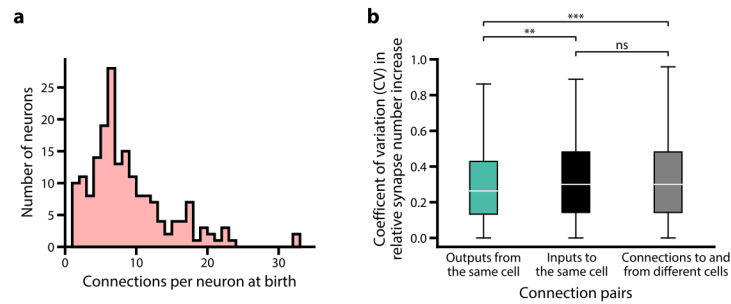 a
Number of neurons
25
20
15
10
5
0
0
10
20
30
Connections per neuron at birth
b
Coefficent of variation (CV) in
relative synapse number increase
***
**
ns
1.0
0.8
0.6
0.4
0.2
0.0
Outputs from
the same cell
Inputs to
the same cell
Connections to and
from different cells
Connection pairs